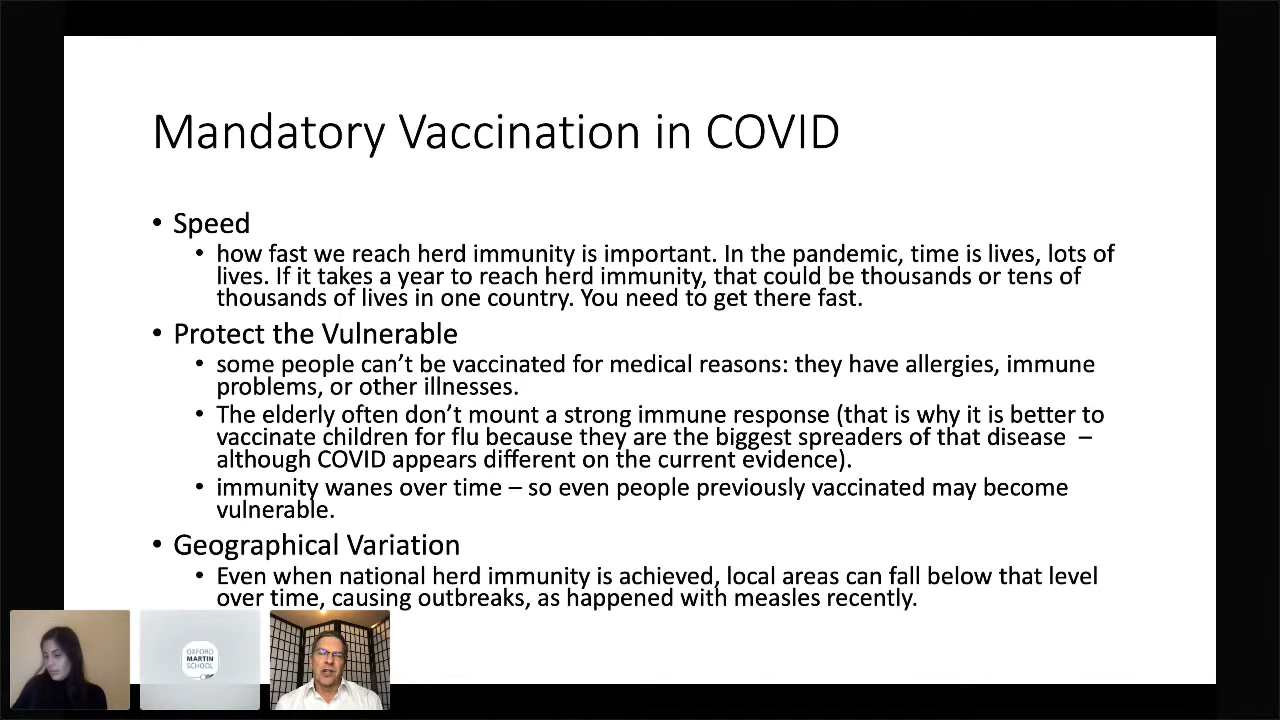 Mandatory Vaccination in COVID
• Speed
• how fast we reach herd immunity is important. In the pandemic, time is lives, lots of
lives. If it takes a year to reach herd immunity, that could be thousands or tens of
thousands of lives in one country. You need to get there fast.
• Protect the Vulnerable
• some people can’t be vaccinated for medical reasons: they have allergies, immune
problems, or other illnesses.
• The elderly often don’t mount a strong immune response (that is why it is better to
vaccinate children for flu because they are the biggest spreaders of that disease –
although COVID appears different on the current evidence).
• immunity wanes over time – so even people previously vaccinated may become
vulnerable.
• Geographical Variation
• Even when national herd immunity is achieved, local areas can fall below that level
over time, causing outbreaks, as happened with measles recently.
OXFORD
MARTIN
SCHOOL